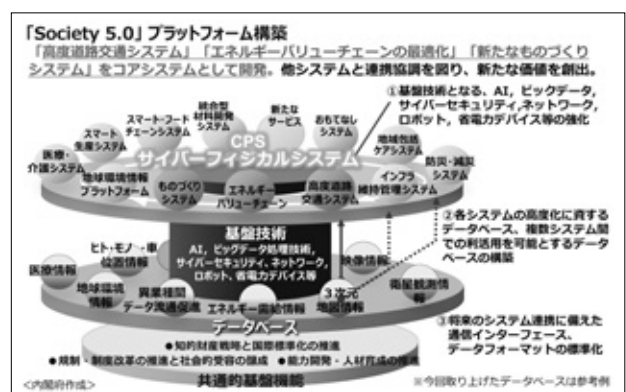 「Society 5.0」プラットフォーム構築
「高度道路交通システム」「エネルギーバリューチェーンの最適化」「新たなものづくり
システム」をコアシステムとして開発。他システムと連携協調を図り、新たな価値を創出。
①基盤技術となる、AI，ビックデータ，
サイバーセキュリティ，ネットワーク，
ロボット，省電力デバイス等の強化
統合型
材料開発
システム
新たな
サービス
おもてなし
システム
スマート・フード
チェーンシステム
スマート
生産システム
CPS
サイバーフィジカルシステム
地域包括
ケアシステム
医療・
介護システム
防災・減災
システム
地球環境情報
プラットフォーム
ものづくり
システム
エネルギー
バリューチェーン
高度道路
交通システム
インフラ
維持管理システム
基盤技術
AI，ビッグデータ処理技術，
サイバーセキュリティ、ネットワーク，
ロボット、省電力デバイス等
②各システムの高度化に資する
データベース、複数システム間
での利活用を可能とするデータ
ベースの構築
ヒト・モノ・車
位置情報
医療情報
映像情報
地球環境
情報
異業種間
データ流通促進
エネルギー需給情報
3次元
地図情報
衛星観測情
報
データベース
③将来のシステム連携に備えた
通信インターフェース、
データフォーマットの標準化
●知的財産戦略と国際標準化の推進
●規制・制度改革の推進と社会的受容の醸成 ●能力開発・人材育成の推進
共通的基盤機能
<内閣府作成>
※今回取り上げたデータベースは参考例